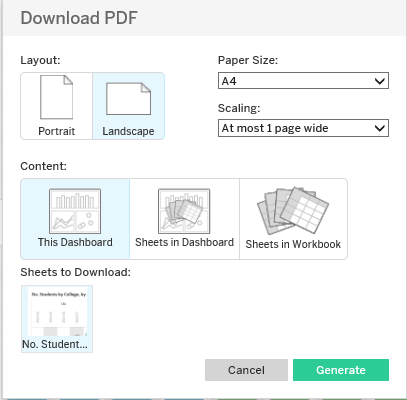 Download PDF
Layout:
Paper Size:
Portrait
Landscape
A4
Scaling:
At most 1 page wide
Content:
This Dashboard
Sheets in Dashboard
Sheets in Workbook
Sheets to Download:
No. Students by College, by
No. Student...
Cancel
Generate